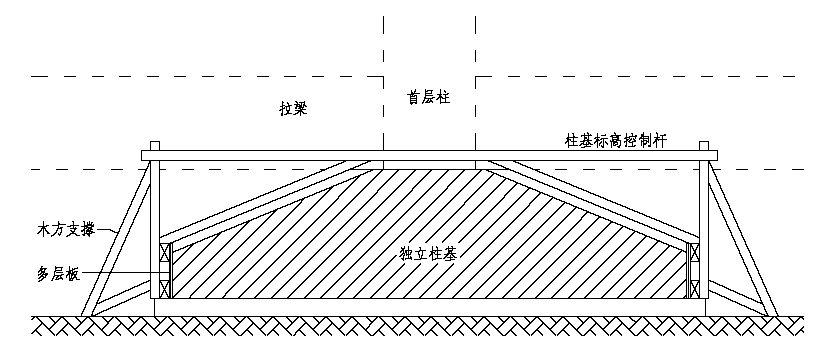 首层柱
拉梁
柱基标高控制杆
木方支撑
独立柱基
多层板